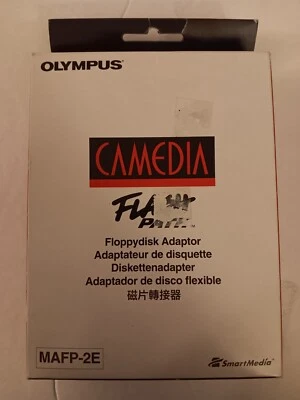 OLYMPUS
CAMEDIA
PATH
Floppydisk Adaptor
Adaptateur de disquette
Diskettenadapter
Adaptador de disco flexible
磁片轉接器
MAFP-2E
SmartMedia